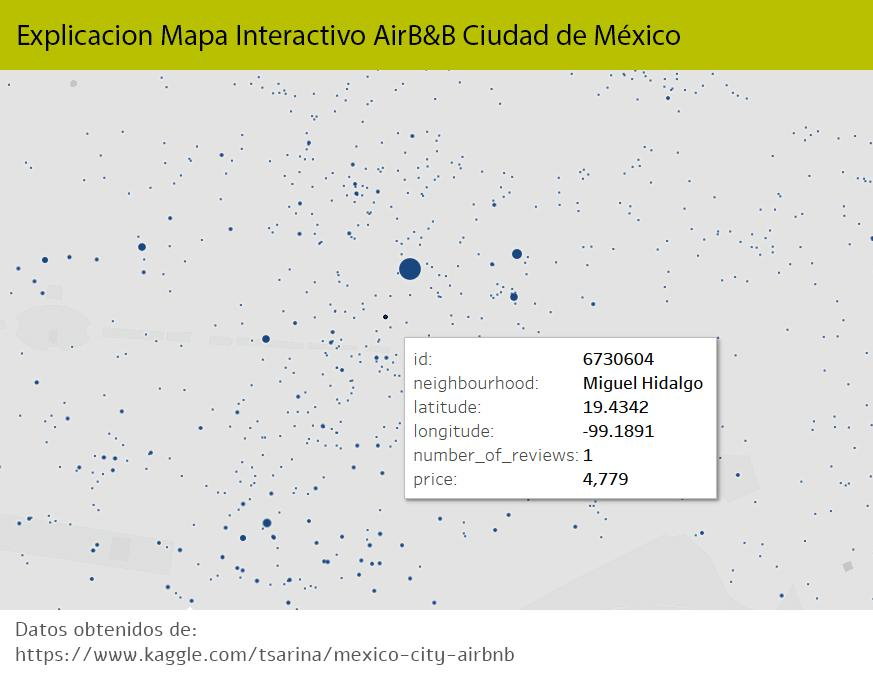 Explicacion Mapa Interactivo AirB&B Ciudad de México
id: 6730604
neighbourhood: Miguel Hidalgo
latitude: 19.4342
longitude: -99.1891
number_of_reviews: 1
price: 4,779
Datos obtenidos de:
https://www.kaggle.com/tsarina/mexico-city-airbnb